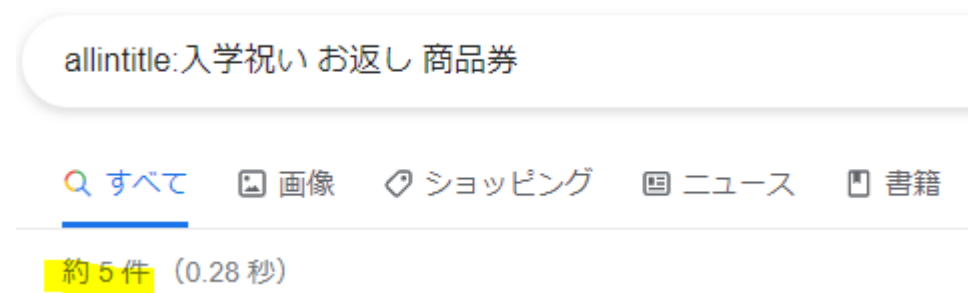 allintitle:入学祝い お返し 商品券
すべて 画像 ショッピング ニュース 書籍
約 5 件 （0.28 秒）